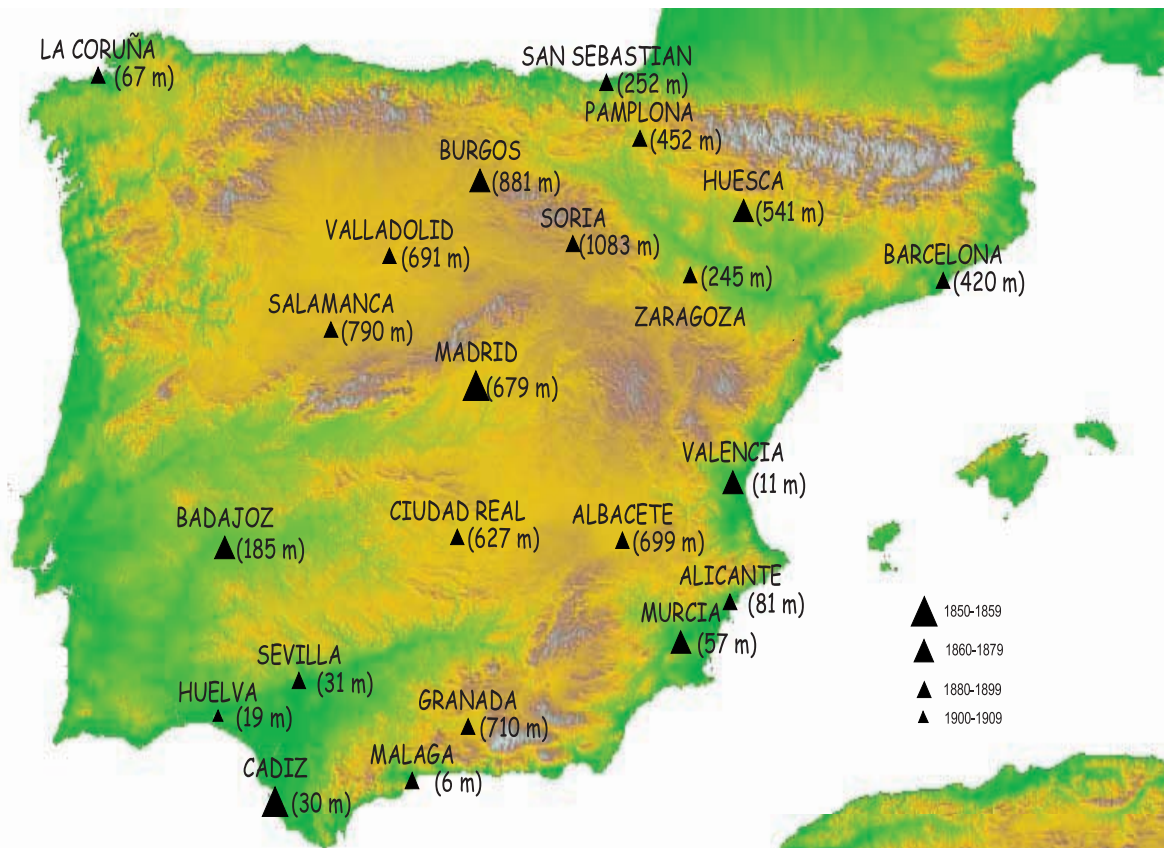 LA CORUÑA
(67 m)
SAN SEBASTIAN
(252 m)
PAMPLONA
(452 m)
BURGOS
(881 m)
HUESCA
(541 m)
SORIA
(1083 m)
VALLADOLID
(691 m)
BARCELONA
(420 m)
(245 m)
ZARAGOZA
SALAMANCA
(790 m)
MADRID
(679 m)
VALENCIA
(11 m)
BADAJOZ
(185 m)
CIUDAD REAL
(627 m)
ALBACETE
(699 m)
ALICANTE
(81 m)
MURCIA
(57 m)
SEVILLA
(31 m)
HUELVA
(19 m)
GRANADA
(710 m)
MALAGA
(6 m)
CADIZ
(30 m)
1850-1859
1860-1879
1880-1899
1900-1909